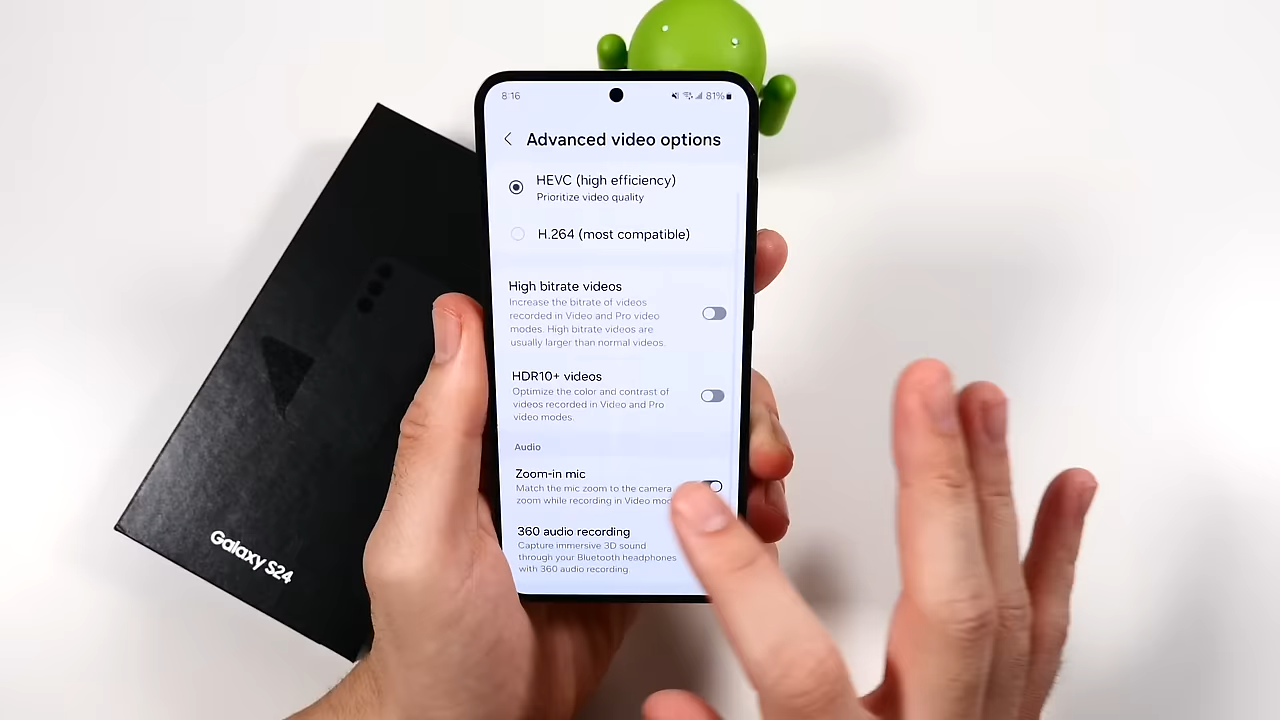 8:16
81%
Advanced video options
HEVC (high efficiency)
Prioritize video quality
H.264 (most compatible)
High bitrate videos
Increase the bitrate of videos
recorded in Video and Pro video
modes. High bitrate videos are
usually larger than normal videos.
HDR10+ videos
Optimize the color and contrast of
videos recorded in Video and Pro
video modes.
Audio
Zoom-in mic
Match the mic zoom to the camera
zoom while recording in Video
360 audio recording
Capture immersive 3D sound
through your Bluetooth headphones
with 360 audio recording.
Galaxy S24